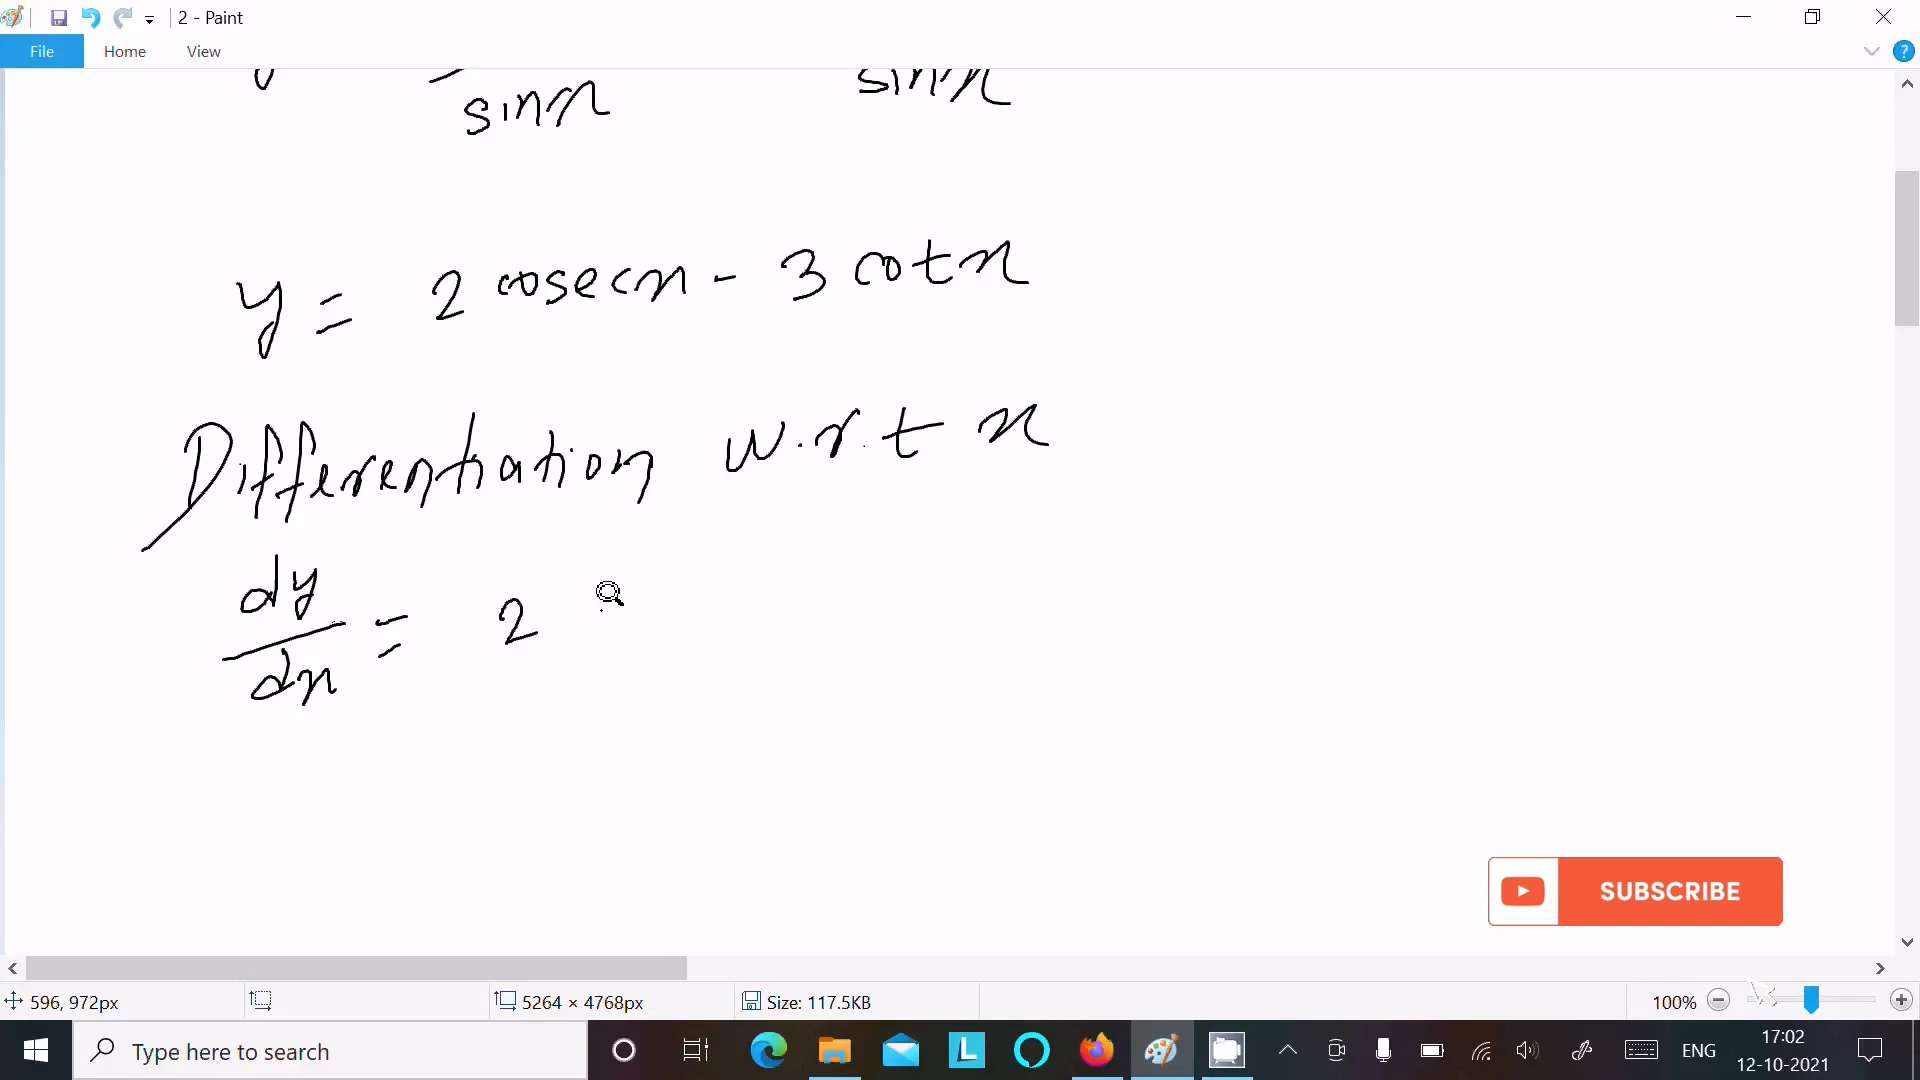 2 - Paint
File Home View
sinx sinx
y = 2 cosecx - 3 cotx
Differentiation w.r.t x
dy
dx = 2
SUBSCRIBE
596, 972px 5264 × 4768px Size: 117.5KB 100%
Type here to search L ENG 17:02
12-10-2021